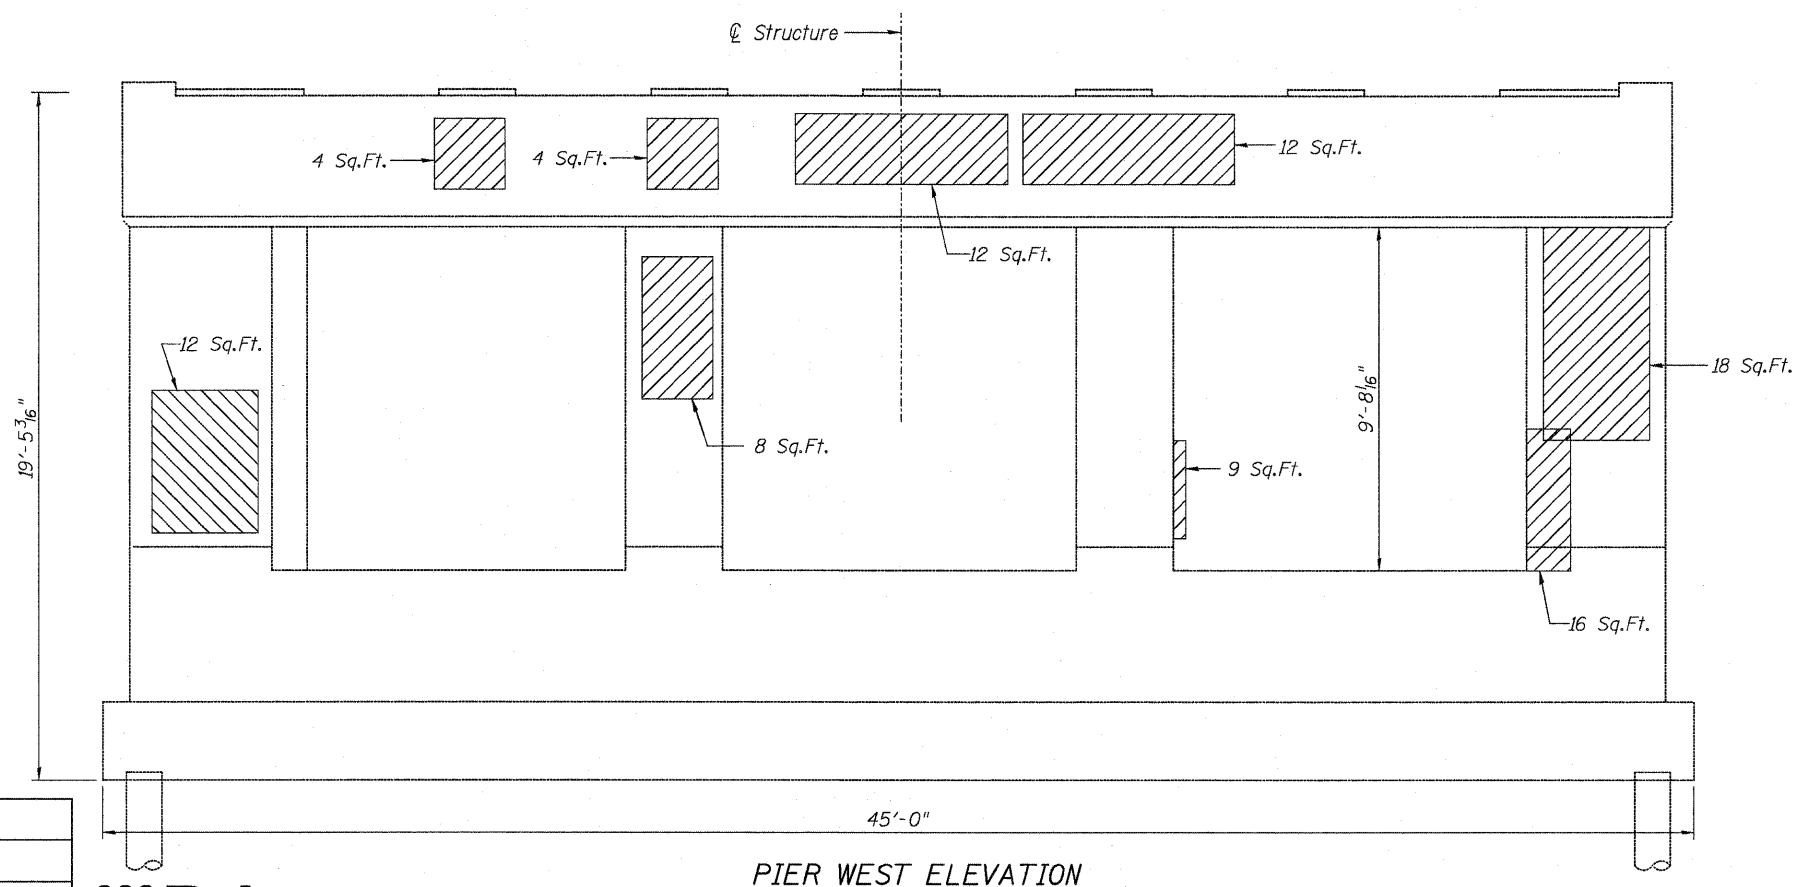 ℄ Structure
4 Sq.Ft.
4 Sq.Ft.
12 Sq.Ft.
12 Sq.Ft.
12 Sq.Ft.
8 Sq.Ft.
9 Sq.Ft.
18 Sq.Ft.
16 Sq.Ft.
19'-5 3/16"
9'-8 1/16"
45'-0"
PIER WEST ELEVATION